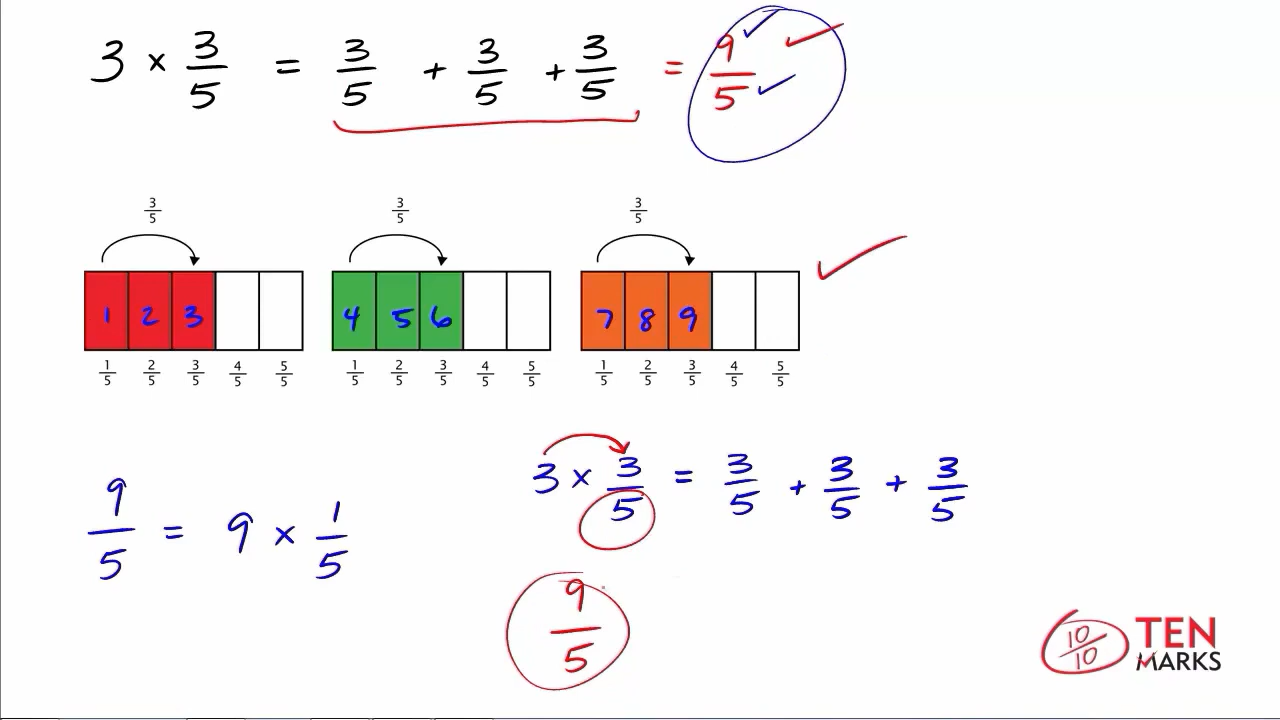 3 × 3/5 = 3/5 + 3/5 + 3/5 = 9/5
3/5 3/5 3/5
1 2 3 4 5 6 7 8 9
1/5 2/5 3/5 4/5 5/5 1/5 2/5 3/5 4/5 5/5 1/5 2/5 3/5 4/5 5/5
3 × 3/5 = 3/5 + 3/5 + 3/5
9/5 = 9 × 1/5
9/5
10/10 TEN
MARKS